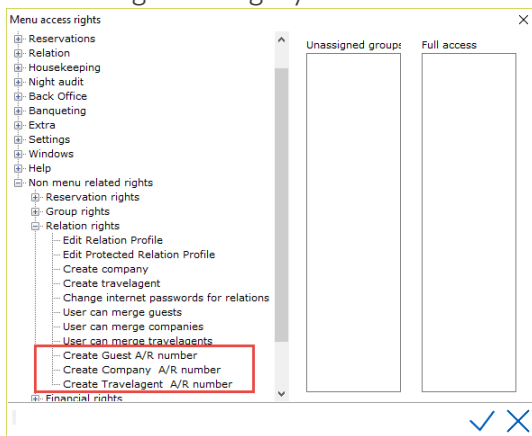 Menu access rights
Reservations
Relation
Housekeeping
Night audit
Back Office
Banqueting
Extra
Settings
Windows
Help
Non menu related rights
Reservation rights
Group rights
Relation rights
Edit Relation Profile
Edit Protected Relation Profile
Create company
Create travelagent
Change internet passwords for relations
User can merge guests
User can merge companies
User can merge travelagents
Create Guest A/R number
Create Company A/R number
Create Travelagent A/R number
Financial rights
Unassigned groups
Full access